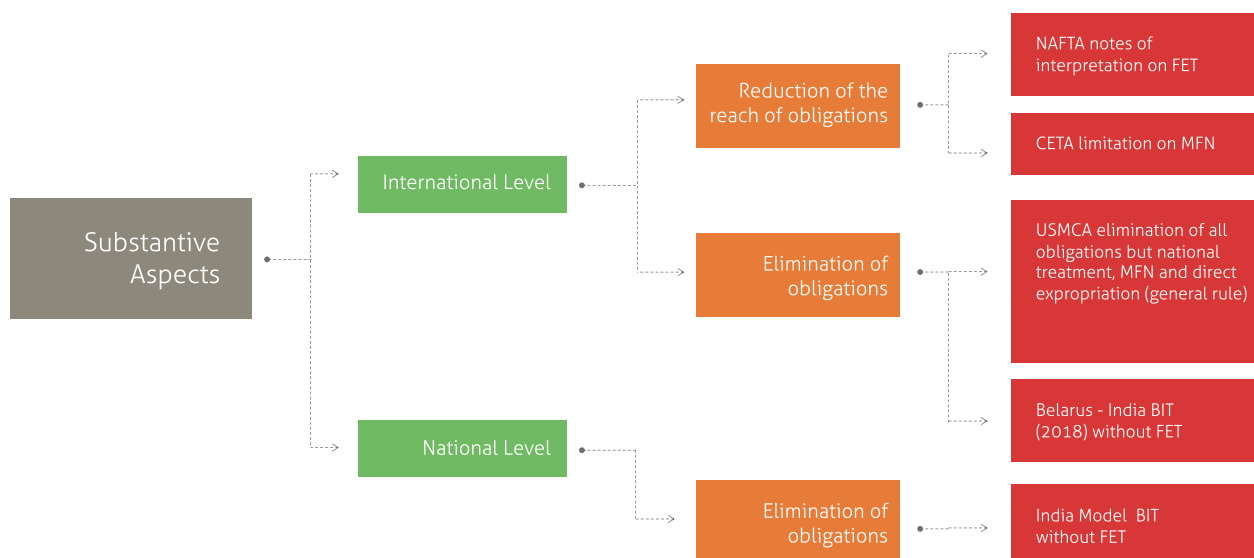 Substantive
Aspects
International Level
National Level
Reduction of the
reach of obligations
Elimination of
obligations
Elimination of
obligations
NAFTA notes of
interpretation on FET
CETA limitation on MFN
USMCA elimination of all
obligations but national
treatment, MFN and direct
expropriation (general rule)
Belarus - India BIT
(2018) without FET
India Model BIT
without FET